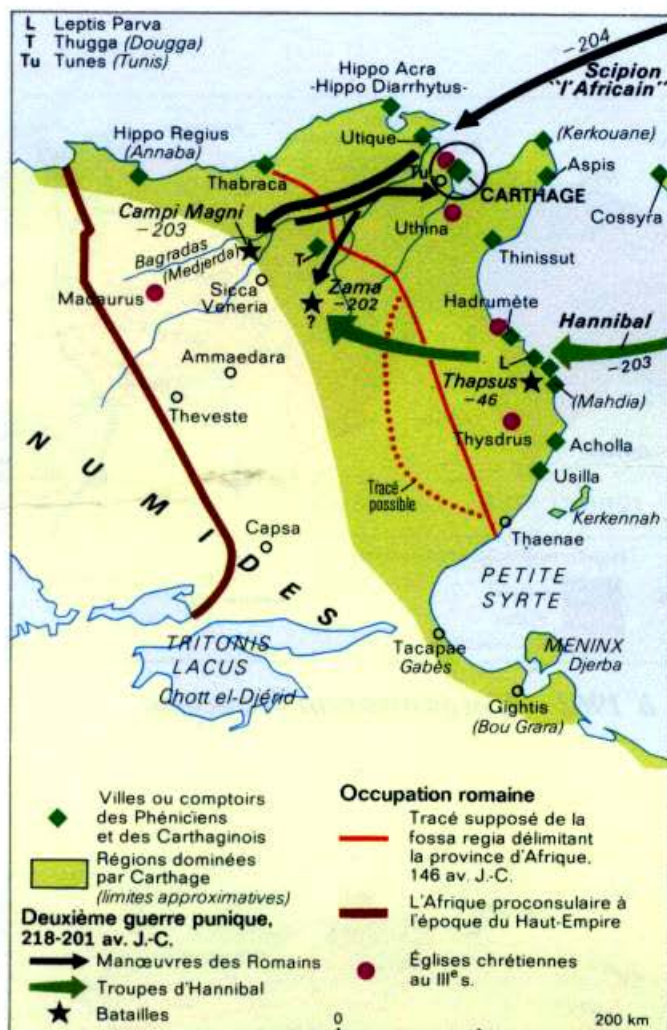 L Leptis Parva
T Thugga (Dougga)
Tu Tunes (Tunis)
-204
Scipion
"l'Africain"
Hippo Acra
-Hippo Diarrhytus-
Hippo Regius
(Annaba)
Utique
(Kerkouane)
Thabraca
Tu
Aspis
CARTHAGE
Campi Magni
-203
Cossyra
Uthina
Bagradas
(Medjerda)
T
Thinissut
Zama
-202
?
Sicca
Veneria
Madaurus
Hadrumète
Hannibal
-203
L
Ammaedara
Thapsus
-46
(Mahdia)
Theveste
Thysdrus
Acholla
Usilla
NUMIDES
Tracé
possible
Kerkennah
Capsa
Thaenae
PETITE
SYRTE
TRITONIS
LACUS
Chott el-Djérid
Tacapae
Gabès
MENINX
Djerba
Gightis
(Bou Grara)
Villes ou comptoirs
des Phéniciens
et des Carthaginois
Régions dominées
par Carthage
(limites approximatives)
Deuxième guerre punique,
218-201 av. J.-C.
Manœuvres des Romains
Troupes d'Hannibal
Batailles
Occupation romaine
Tracé supposé de la
fossa regia délimitant
la province d'Afrique,
146 av. J.-C.
L'Afrique proconsulaire à
l'époque du Haut-Empire
Églises chrétiennes
au IIIe s.
0 200 km